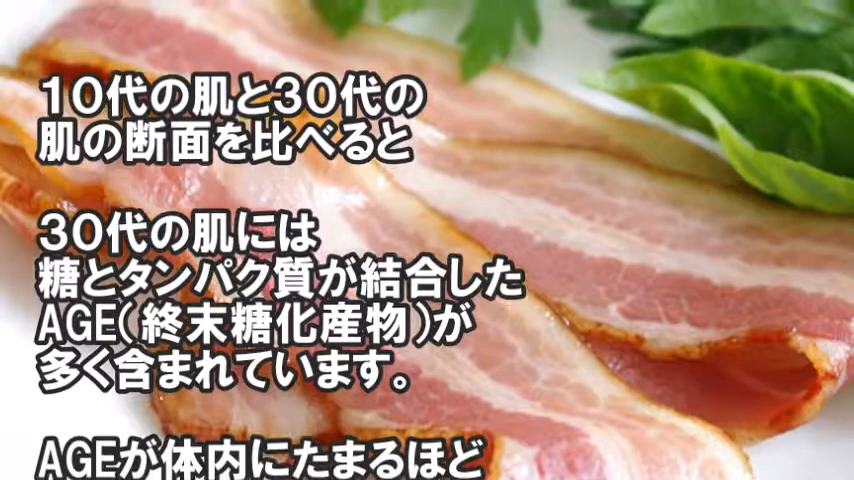 10代の肌と30代の
肌の断面を比べると
30代の肌には
糖とタンパク質が結合した
AGE(終末糖化産物)が
多く含まれています。
AGEが体内にたまるほど